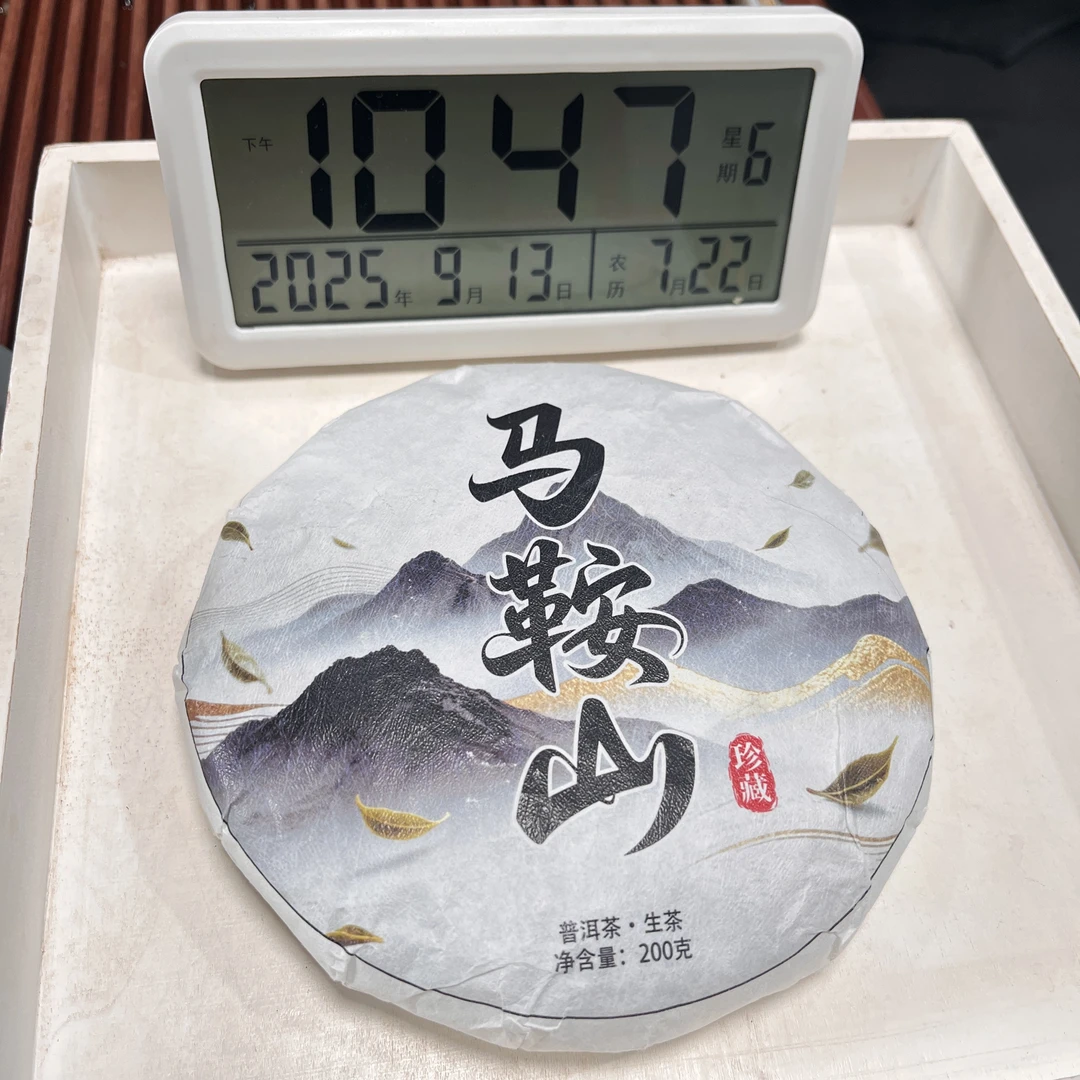 下午 10 47 星期6
2025年 9月 13日 农历 7月22日
马鞍山
珍藏
普洱茶·生茶
净含量：200克